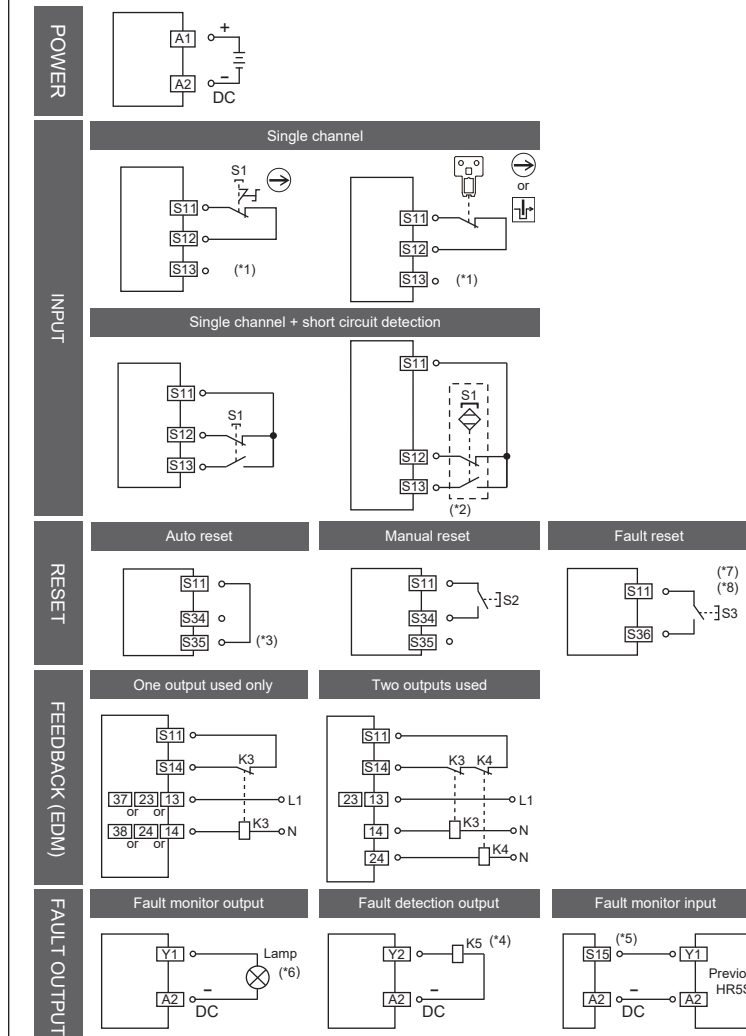 POWER
A1
+
A2
−
DC
INPUT
Single channel
S1
S11
S12
S13
(*1)
or
S11
S12
S13
(*1)
Single channel + short circuit detection
S11
S1
S12
S13
S11
S1
S12
S13
(*2)
RESET
Auto reset
S11
S34
S35
(*3)
Manual reset
S11
S2
S34
S35
Fault reset
(*7)
(*8)
S11
S3
S36
FEEDBACK (EDM)
One output used only
S11
S14
K3
37 23 13
L1
or or
38 24 14
K3
N
or or
Two outputs used
S11
S14
K3 K4
23 13
L1
14
K3
N
24
K4
N
FAULT OUTPUT
Fault monitor output
Y1
Lamp
(*6)
A2
−
DC
Fault detection output
Y2
K5 (*4)
A2
−
DC
Fault monitor input
(*5)
S15
Y1
Previo
HR5S
A2
−
A2
DC